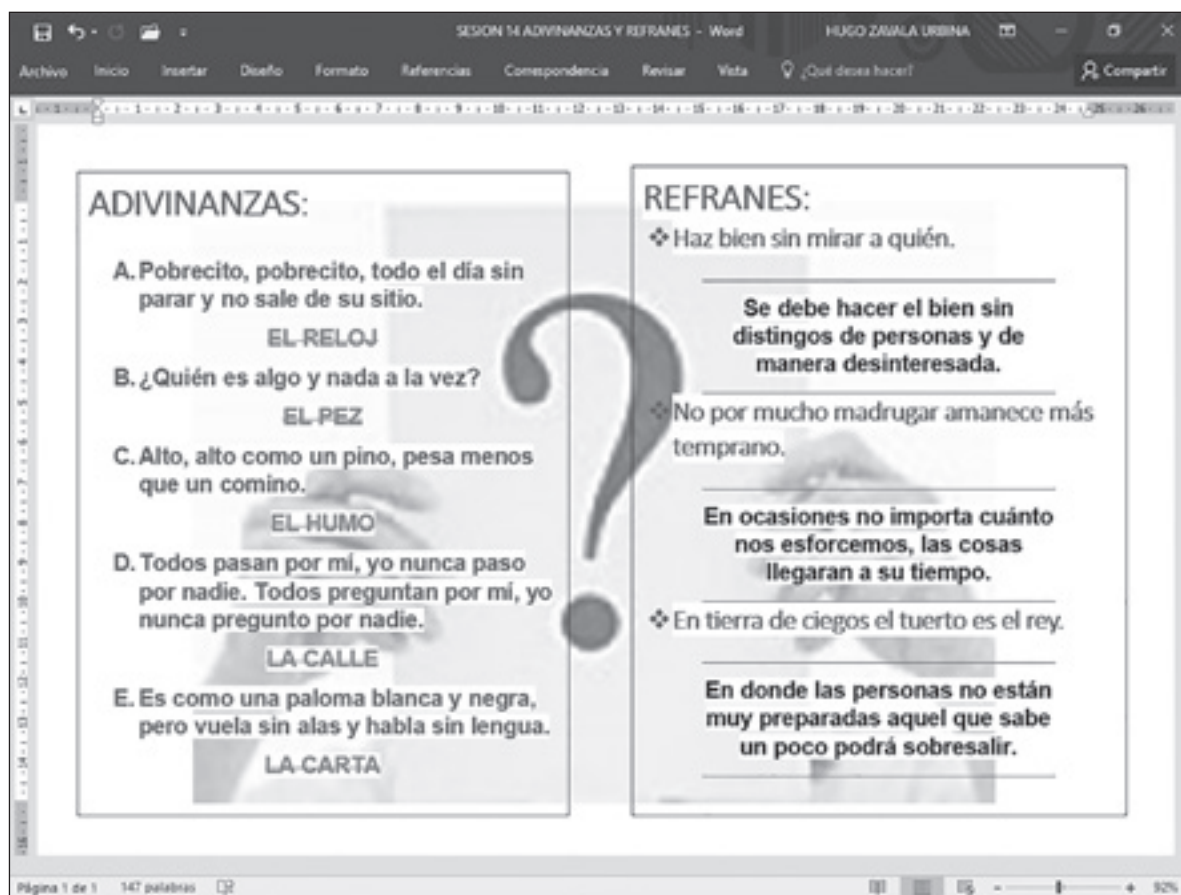 SESION 14 ADIVINANZAS Y REFRANES - Word
HUGO ZAVALA URBINA
Archivo Inicio Insertar Diseño Formato Referencias Correspondencia Revisar Vista ¿Qué desea hacer? Compartir
ADIVINANZAS:
A. Pobrecito, pobrecito, todo el día sin
parar y no sale de su sitio.
EL RELOJ
B. ¿Quién es algo y nada a la vez?
EL PEZ
C. Alto, alto como un pino, pesa menos
que un comino.
EL HUMO
D. Todos pasan por mí, yo nunca paso
por nadie. Todos preguntan por mí, yo
nunca pregunto por nadie.
LA CALLE
E. Es como una paloma blanca y negra,
pero vuela sin alas y habla sin lengua.
LA CARTA
REFRANES:
❖ Haz bien sin mirar a quién.
Se debe hacer el bien sin
distingos de personas y de
manera desinteresada.
❖ No por mucho madrugar amanece más
temprano.
En ocasiones no importa cuánto
nos esforcemos, las cosas
llegaran a su tiempo.
❖ En tierra de ciegos el tuerto es el rey.
En donde las personas no están
muy preparadas aquel que sabe
un poco podrá sobresalir.
Página 1 de 1 147 palabras 92%